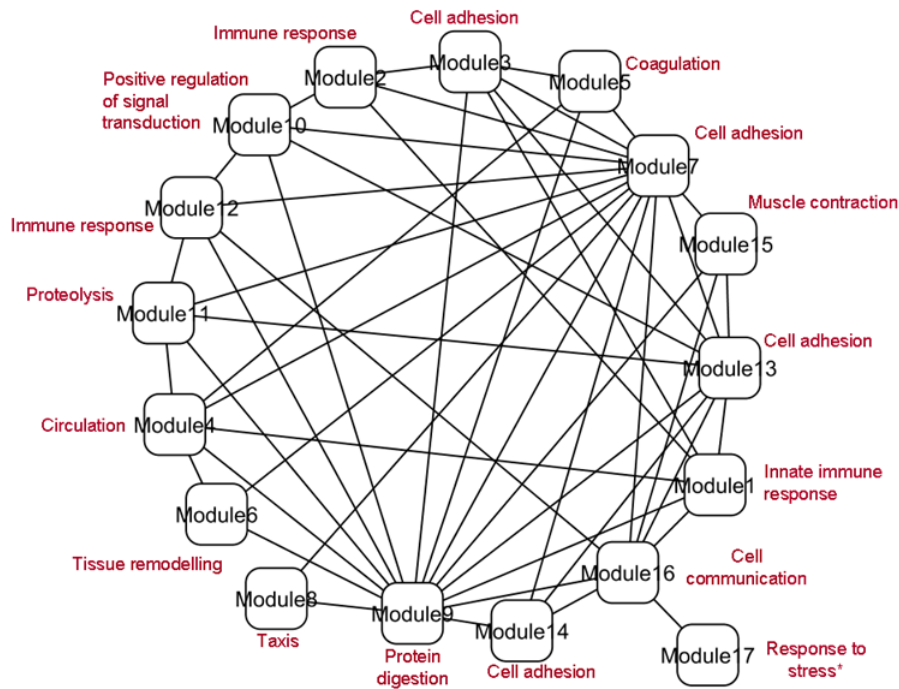 Cell adhesion
Immune response
Module3
Module2
Coagulation
Module5
Positive regulation
of signal
transduction
Module10
Cell adhesion
Module7
Muscle contraction
Module12
Immune response
Module15
Proteolysis
Module11
Cell adhesion
Module13
Circulation
Module4
Innate immune
response
Module1
Module6
Tissue remodelling
Cell
communication
Module16
Module8
Taxis
Module9
Protein
digestion
Module14
Cell adhesion
Module17
Response to
stress*